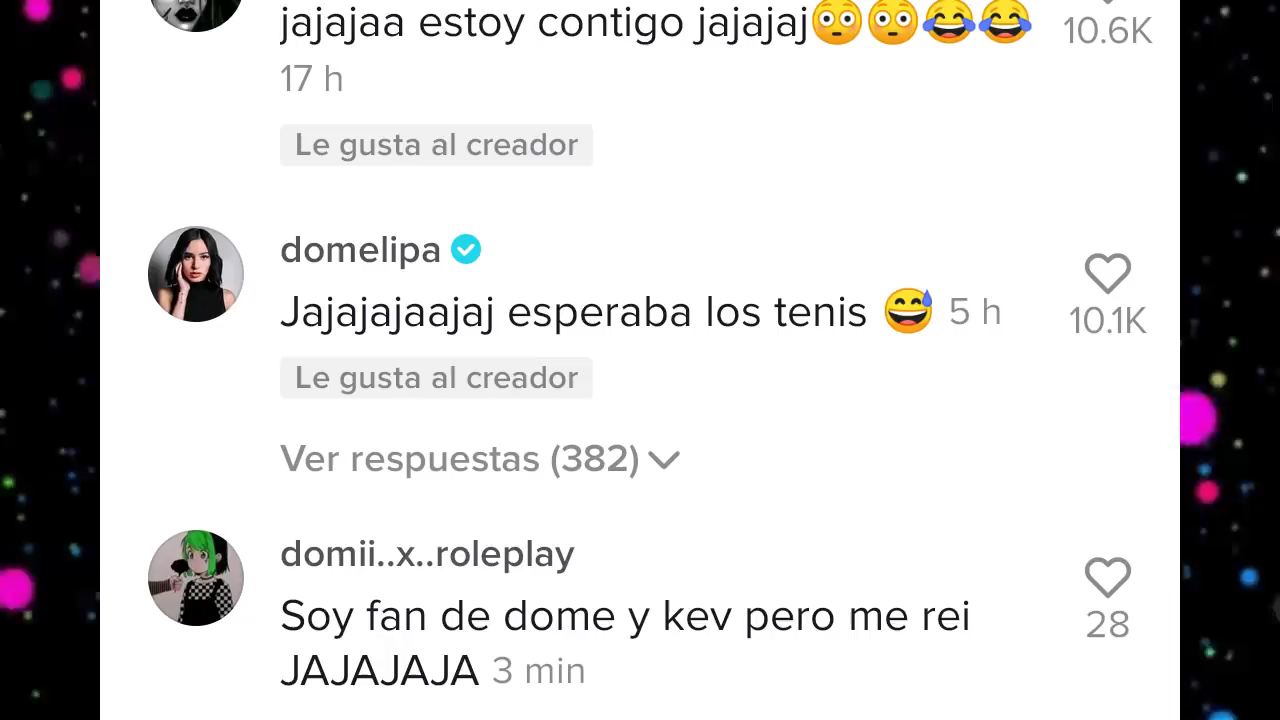 jajajaa estoy contigo jajajaj😳😳😂😂
10.6K
17 h
Le gusta al creador
domelipa
Jajajajaajaj esperaba los tenis 😅 5 h
10.1K
Le gusta al creador
Ver respuestas (382)
domii..x..roleplay
Soy fan de dome y kev pero me rei
28
JAJAJAJA 3 min